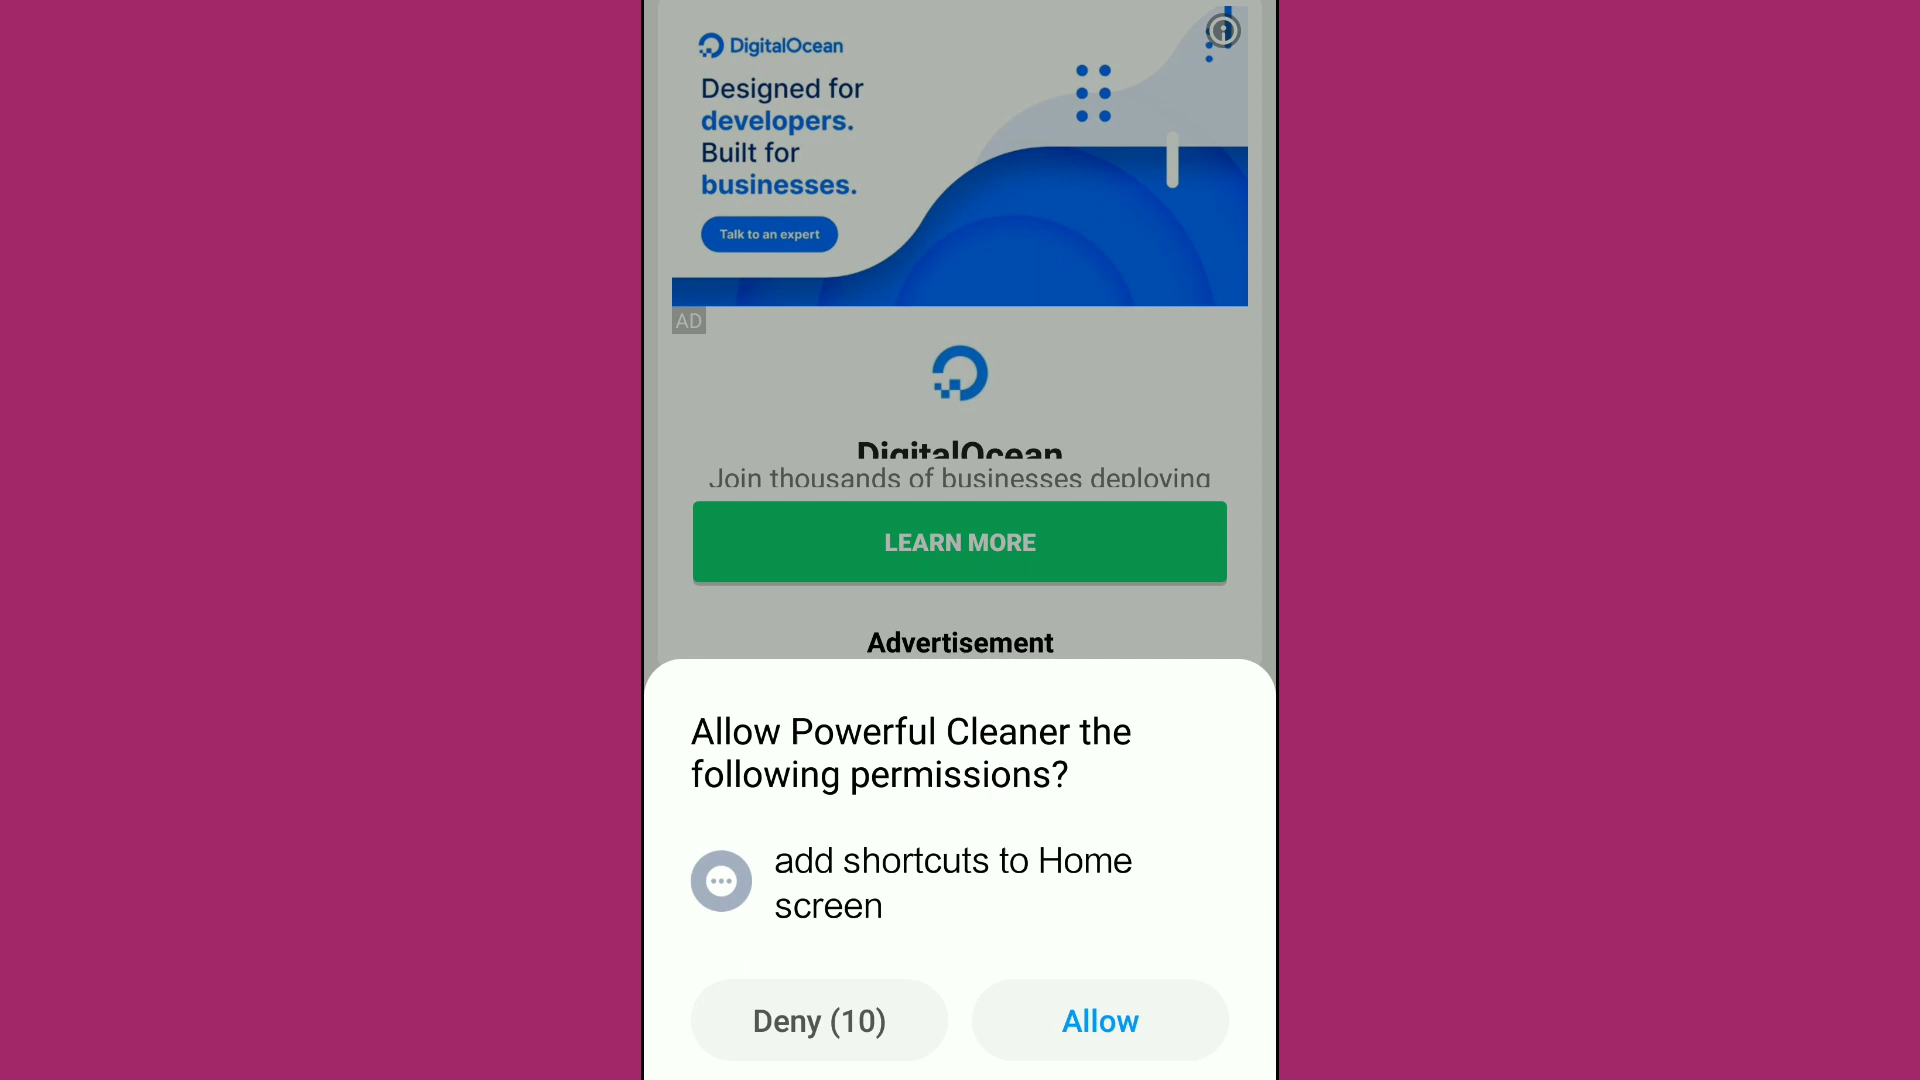 DigitalOcean
Designed for
developers.
Built for
businesses.
Talk to an expert
AD
DigitalOcean
Join thousands of businesses deploying
LEARN MORE
Advertisement
Allow Powerful Cleaner the
following permissions?
add shortcuts to Home
screen
Deny (10)
Allow